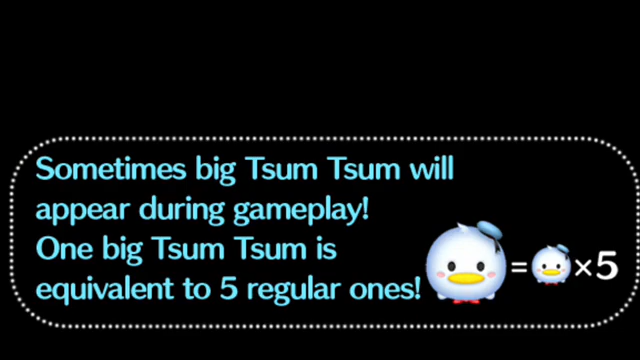 Sometimes big Tsum Tsum will
appear during gameplay!
One big Tsum Tsum is
equivalent to 5 regular ones!
=×5